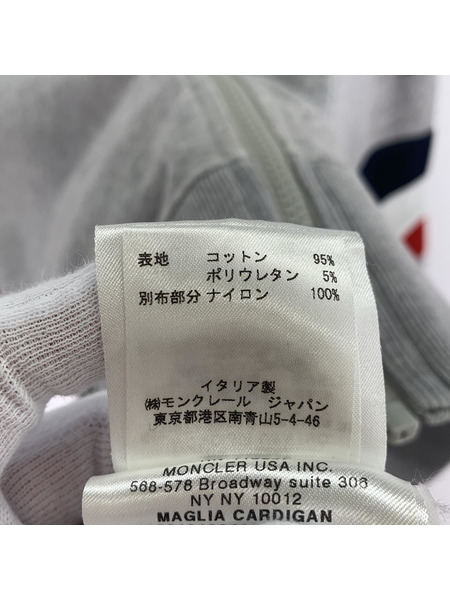 表地 コットン 95%
ポリウレタン 5%
別布部分 ナイロン 100%
イタリア製
㈱モンクレール ジャパン
東京都港区南青山5-4-46
MONCLER USA INC.
568-578 Broadway suite 306
NY NY 10012
MAGLIA CARDIGAN